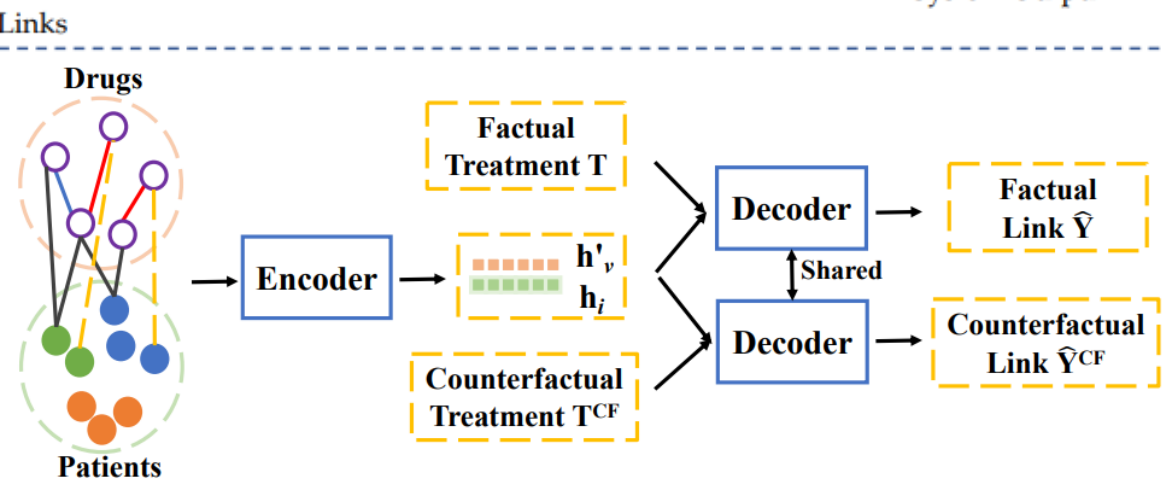 Links
Drugs
Factual
Treatment T
Factual
Link Ŷ
Decoder
Encoder
h'ᵥ
hᵢ
Shared
Decoder
Counterfactual
Link Ŷᶜᶠ
Counterfactual
Treatment Tᶜᶠ
Patients